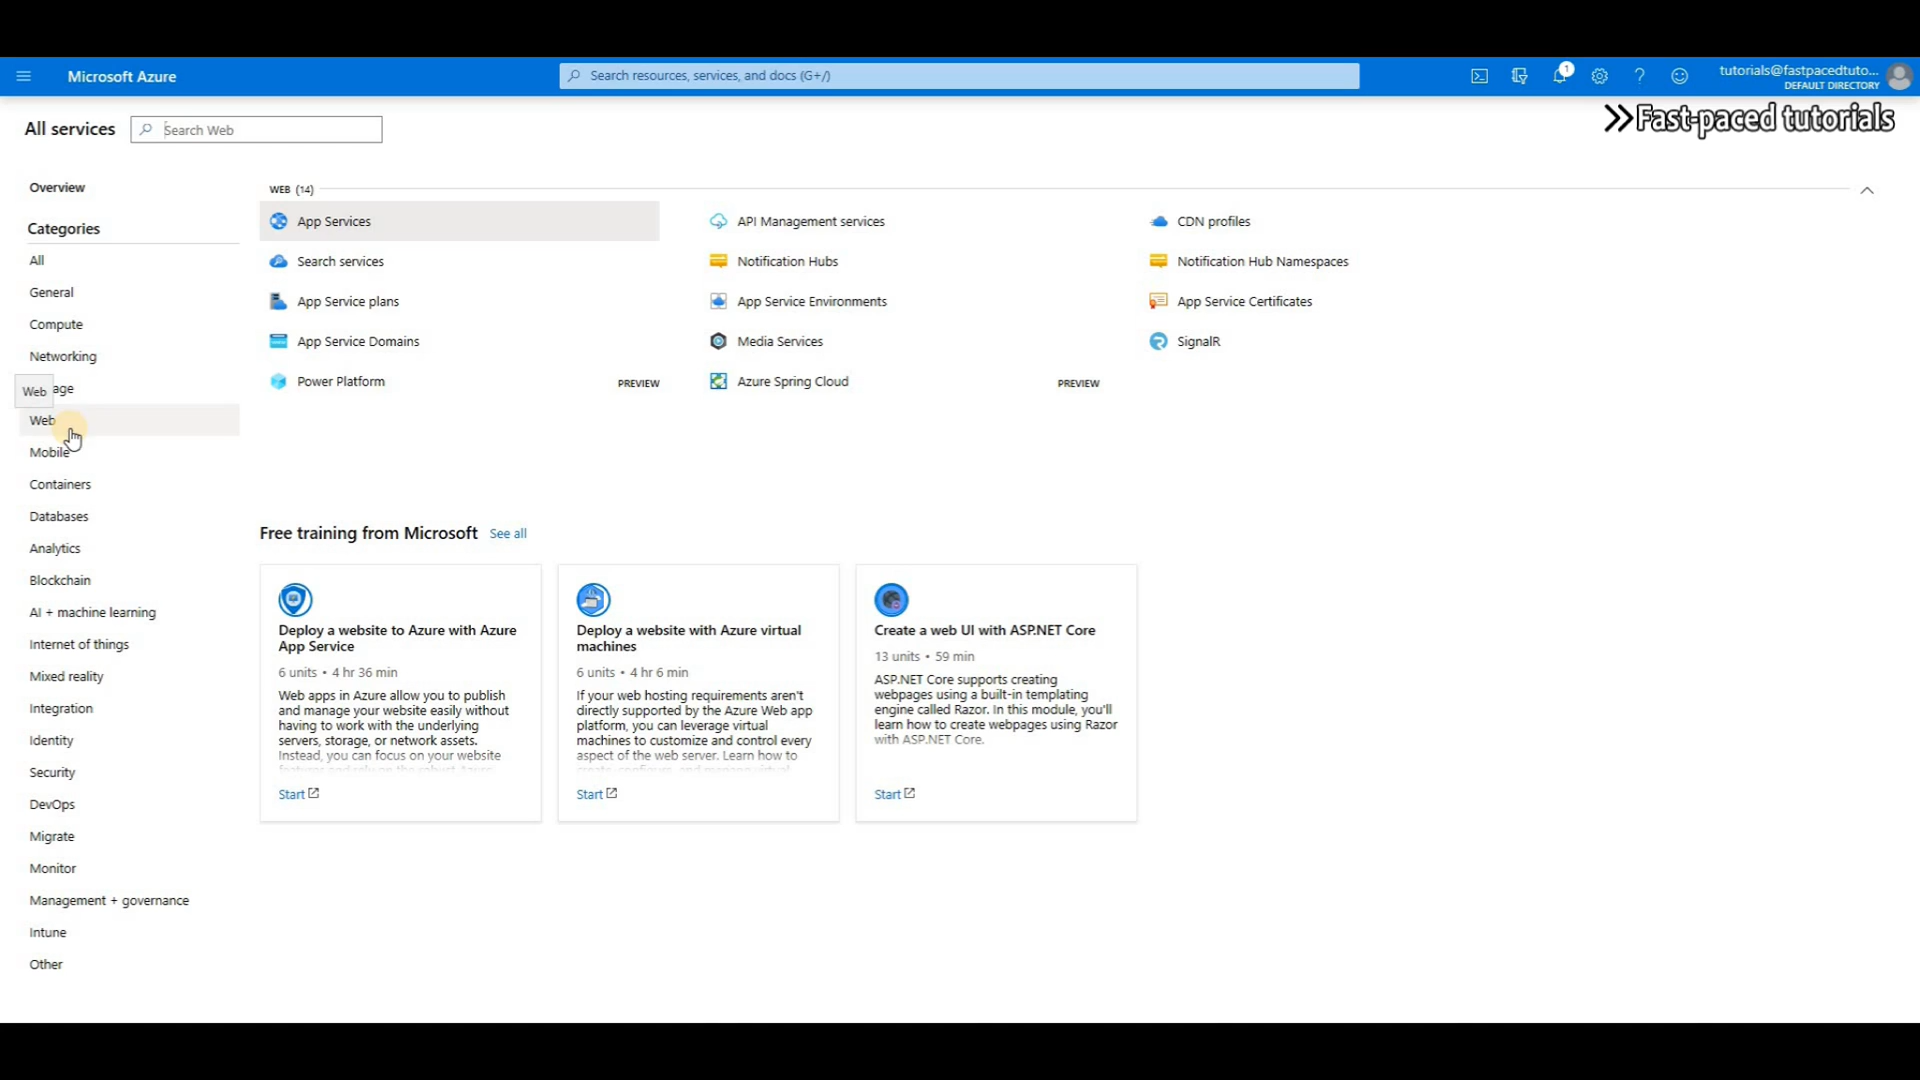 Microsoft Azure
Search resources, services, and docs (G+/)
1
tutorials@fastpacedtuto...
DEFAULT DIRECTORY
Fast-paced tutorials
All services
Search Web
Overview
Categories
All
General
Compute
Networking
Web
age
Web
Mobile
Containers
Databases
Analytics
Blockchain
AI + machine learning
Internet of things
Mixed reality
Integration
Identity
Security
DevOps
Migrate
Monitor
Management + governance
Intune
Other
WEB (14)
App Services
API Management services
CDN profiles
Search services
Notification Hubs
Notification Hub Namespaces
App Service plans
App Service Environments
App Service Certificates
App Service Domains
Media Services
SignalR
Power Platform
PREVIEW
Azure Spring Cloud
PREVIEW
Free training from Microsoft
See all
Deploy a website to Azure with Azure
App Service
6 units • 4 hr 36 min
Web apps in Azure allow you to publish
and manage your website easily without
having to work with the underlying
servers, storage, or network assets.
Instead, you can focus on your website
Start
Deploy a website with Azure virtual
machines
6 units • 4 hr 6 min
If your web hosting requirements aren't
directly supported by the Azure Web app
platform, you can leverage virtual
machines to customize and control every
aspect of the web server. Learn how to
Start
Create a web UI with ASP.NET Core
13 units • 59 min
ASP.NET Core supports creating
webpages using a built-in templating
engine called Razor. In this module, you'll
learn how to create webpages using Razor
with ASP.NET Core.
Start